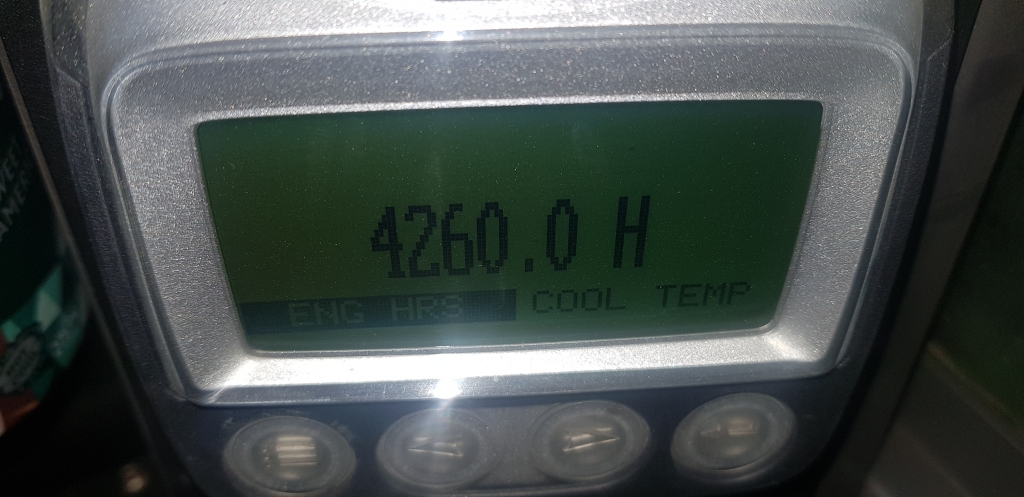 4260.0 H
ENG HRS COOL TEMP